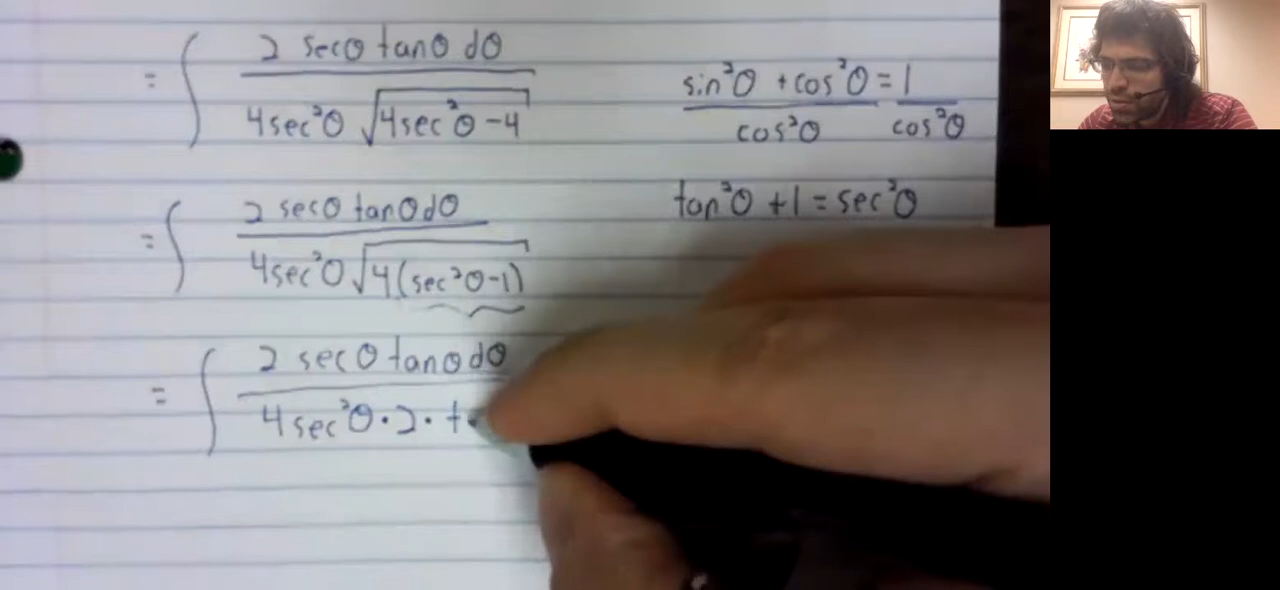 = ∫ 2 secθ tanθ dθ
4sec²θ √4sec²θ -4
sin²θ + cos²θ = 1
cos²θ cos²θ
= ∫ 2 secθ tanθ dθ
4sec²θ √4(sec²θ-1)
tan²θ +1 = sec²θ
= ∫ 2 secθ tanθ dθ
4sec²θ · 2 ·